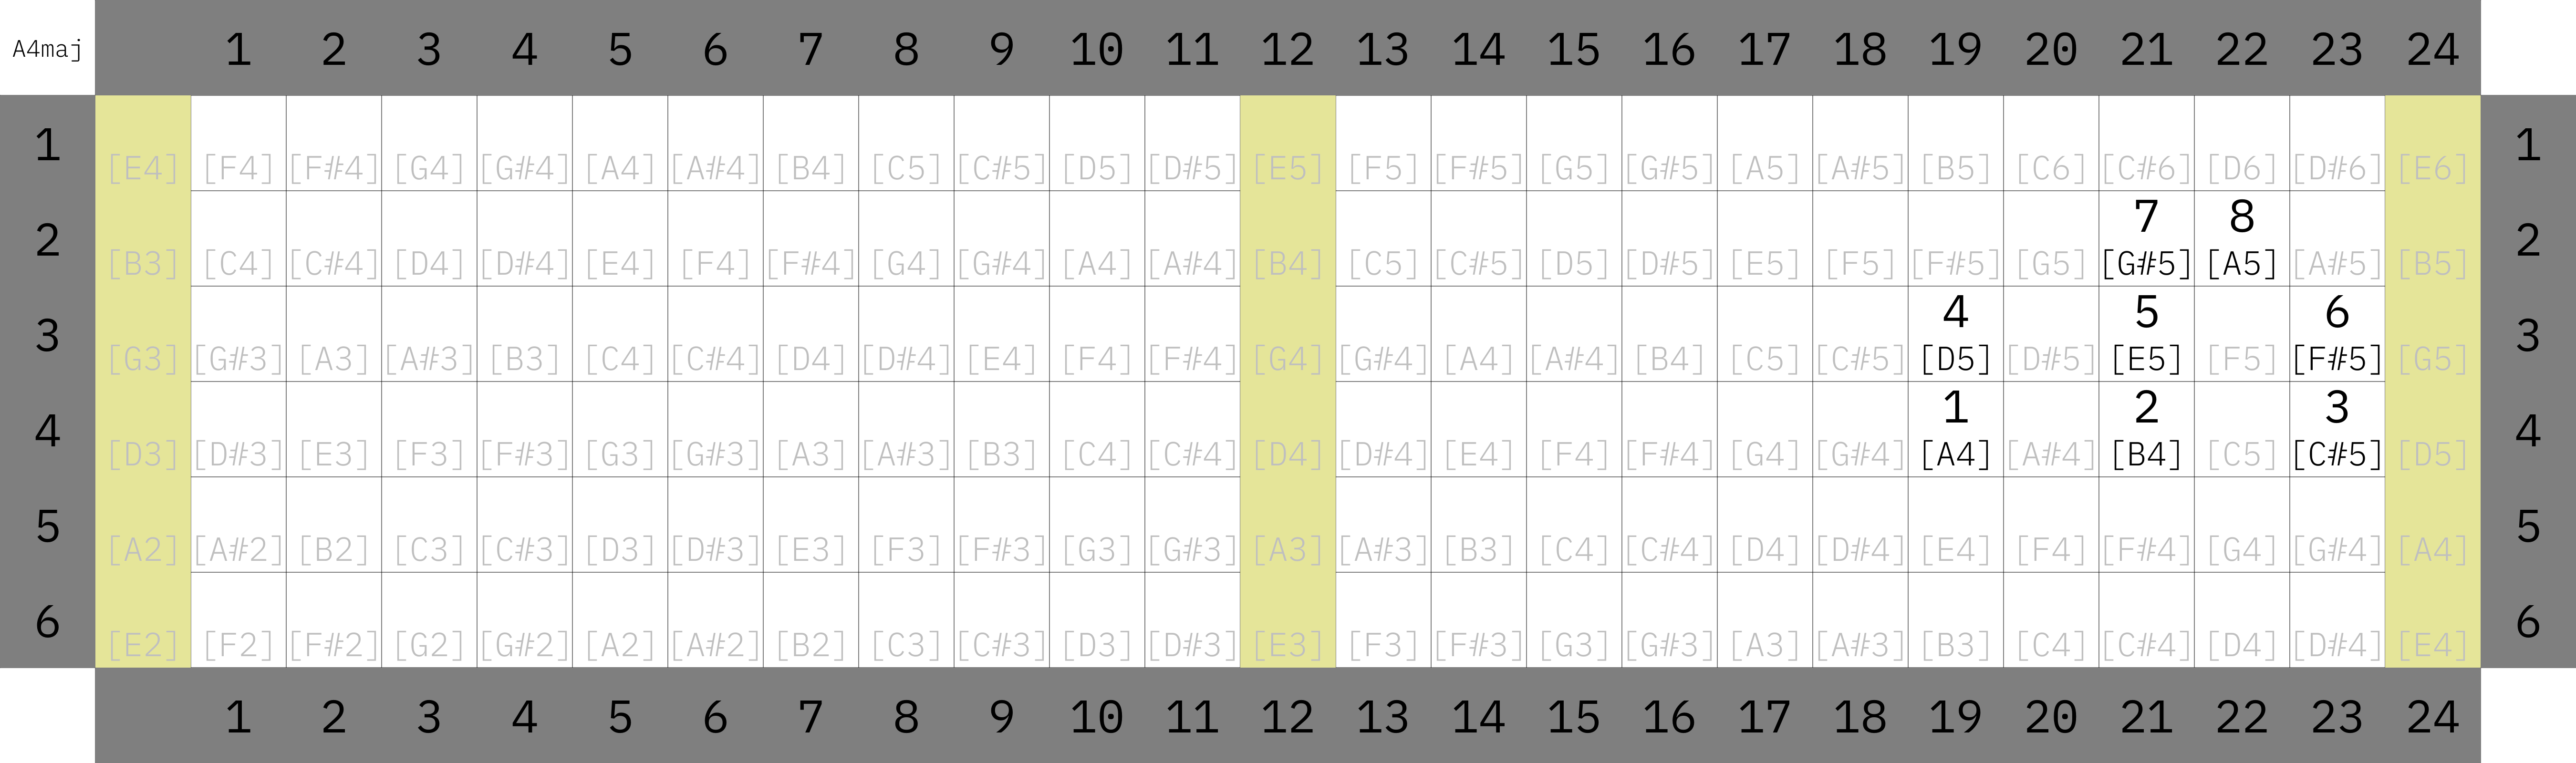 A4maj 1 2 3 4 5 6 7 8 9 10 11 12 13 14 15 16 17 18 19 20 21 22 23 24
1 [E4] [F4] [F#4] [G4] [G#4] [A4] [A#4] [B4] [C5] [C#5] [D5] [D#5] [E5] [F5] [F#5] [G5] [G#5] [A5] [A#5] [B5] [C6] [C#6] [D6] [D#6] [E6] 1
7 8
2 [B3] [C4] [C#4] [D4] [D#4] [E4] [F4] [F#4] [G4] [G#4] [A4] [A#4] [B4] [C5] [C#5] [D5] [D#5] [E5] [F5] [F#5] [G5] [G#5] [A5] [A#5] [B5] 2
4 5 6
3 [G3] [G#3] [A3] [A#3] [B3] [C4] [C#4] [D4] [D#4] [E4] [F4] [F#4] [G4] [G#4] [A4] [A#4] [B4] [C5] [C#5] [D5] [D#5] [E5] [F5] [F#5] [G5] 3
1 2 3
4 [D3] [D#3] [E3] [F3] [F#3] [G3] [G#3] [A3] [A#3] [B3] [C4] [C#4] [D4] [D#4] [E4] [F4] [F#4] [G4] [G#4] [A4] [A#4] [B4] [C5] [C#5] [D5] 4
5 [A2] [A#2] [B2] [C3] [C#3] [D3] [D#3] [E3] [F3] [F#3] [G3] [G#3] [A3] [A#3] [B3] [C4] [C#4] [D4] [D#4] [E4] [F4] [F#4] [G4] [G#4] [A4] 5
6 [E2] [F2] [F#2] [G2] [G#2] [A2] [A#2] [B2] [C3] [C#3] [D3] [D#3] [E3] [F3] [F#3] [G3] [G#3] [A3] [A#3] [B3] [C4] [C#4] [D4] [D#4] [E4] 6
1 2 3 4 5 6 7 8 9 10 11 12 13 14 15 16 17 18 19 20 21 22 23 24